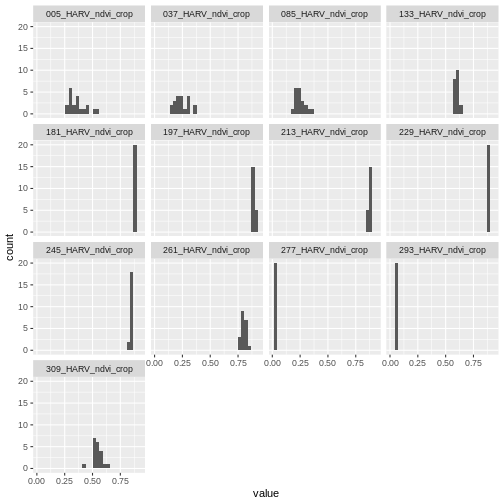 005_HARV_ndvi_crop 037_HARV_ndvi_crop 085_HARV_ndvi_crop 133_HARV_ndvi_crop
20
15
10
5
0
181_HARV_ndvi_crop 197_HARV_ndvi_crop 213_HARV_ndvi_crop 229_HARV_ndvi_crop
20
15
10
5
0
count
245_HARV_ndvi_crop 261_HARV_ndvi_crop 277_HARV_ndvi_crop 293_HARV_ndvi_crop
20
15
10
5
0
0.00 0.25 0.50 0.75 0.00 0.25 0.50 0.75 0.00 0.25 0.50 0.75
309_HARV_ndvi_crop
20
15
10
5
0
0.00 0.25 0.50 0.75
value